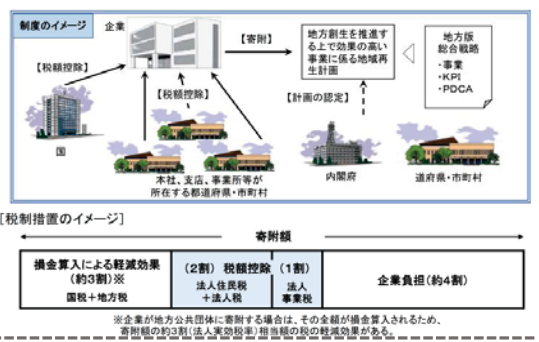 制度のイメージ
企業
【寄附】
地方創生を推進す
る上で効果の高い
事業に係る地域再
生計画
地方版
総合戦略
・事業
・KPI
・PDCA
【税額控除】
【税額控除】
【計画の認定】
国
本社、支店、事業所等が
所在する都道府県・市町村
内閣府
道府県・市町村
[税制措置のイメージ]
寄附額
損金算入による軽減効果
(約3割)※
国税+地方税
(2割) 税額控除 (1割)
法人住民税
+法人税
法人
事業税
企業負担(約4割)
※企業が地方公共団体に寄附する場合は、その全額が損金算入されるため、
寄附額の約3割(法人実効税率)相当額の税の軽減効果がある。